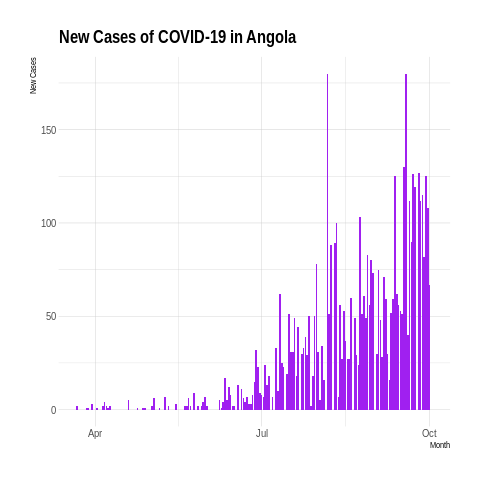 New Cases of COVID-19 in Angola
New Cases
150
100
50
0
Apr Jul Oct
Month